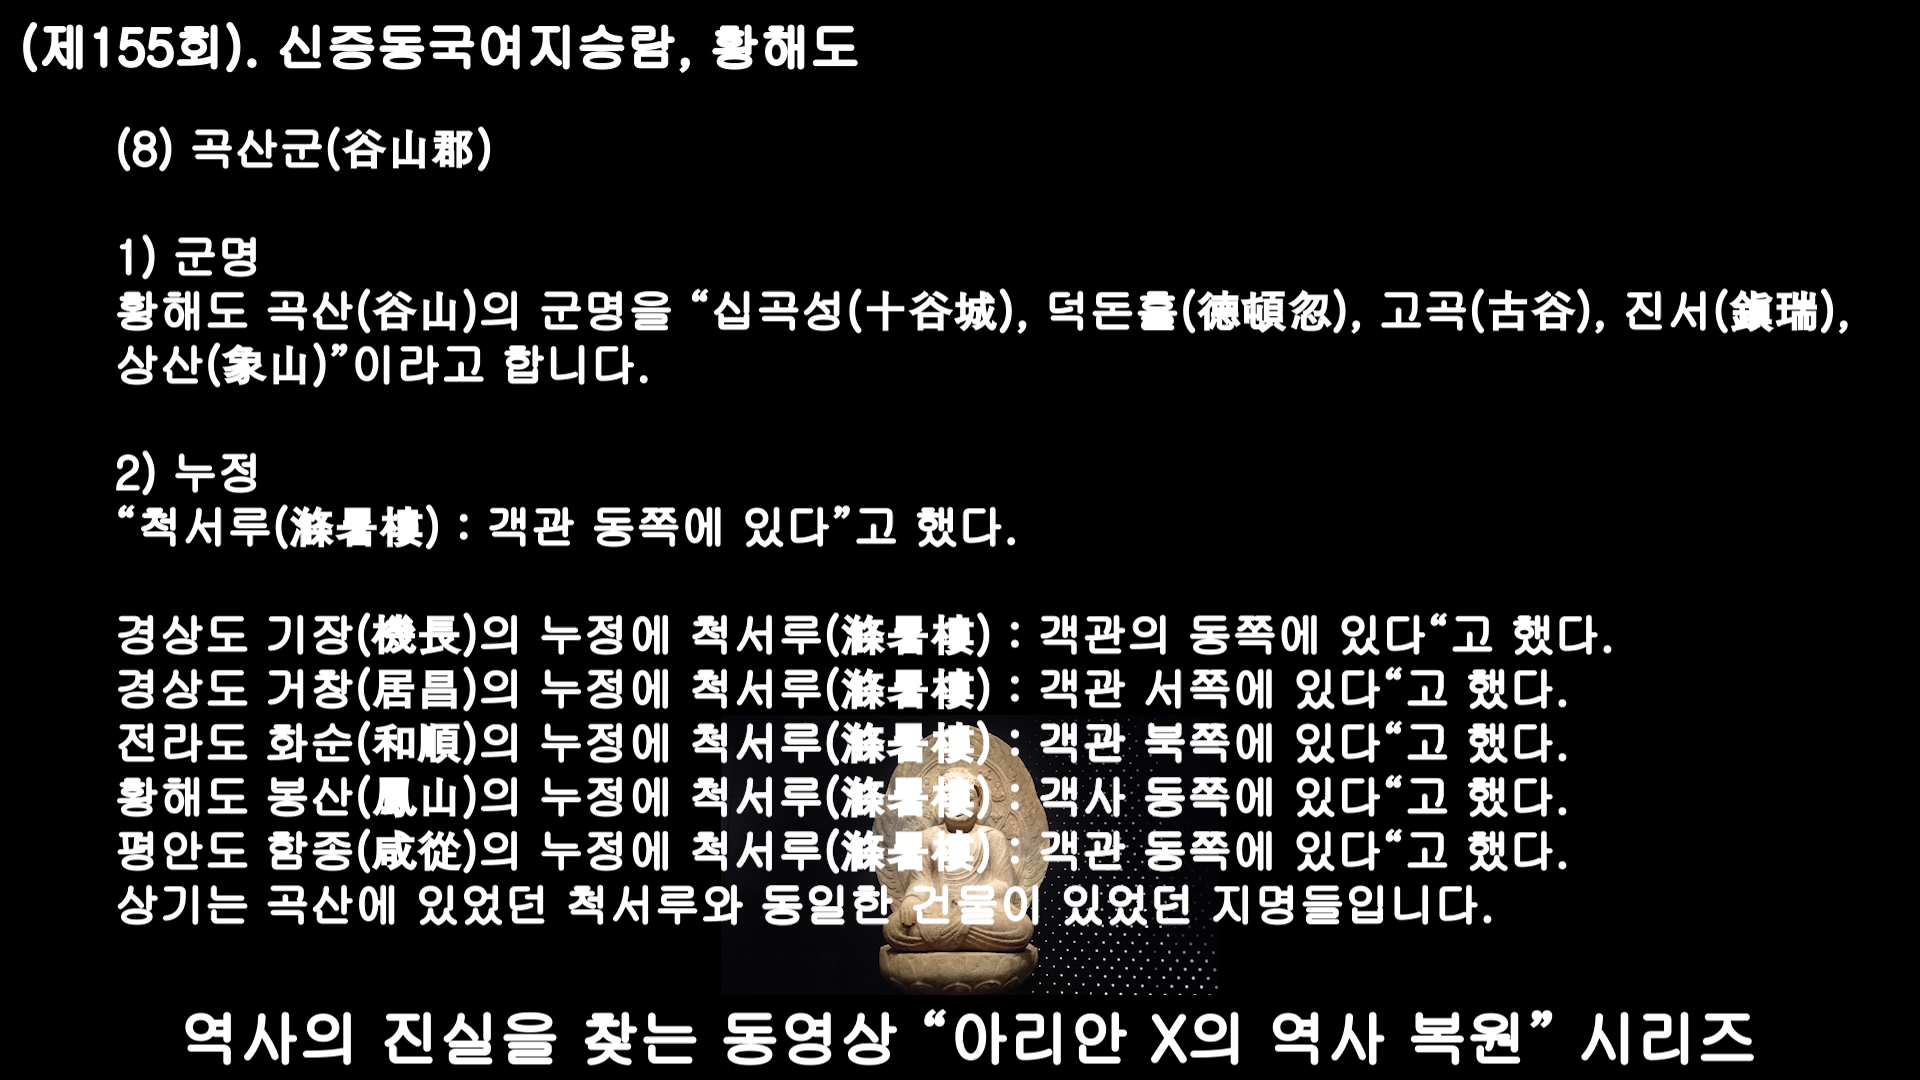 (제155회). 신증동국여지승람, 황해도
(8) 곡산군(谷山郡)
1) 군명
황해도 곡산(谷山)의 군명을 “십곡성(十谷城), 덕돈홀(德頓忽), 고곡(古谷), 진서(鎭瑞),
상산(象山)”이라고 합니다.
2) 누정
“척서루(滌暑樓) : 객관 동쪽에 있다”고 했다.
경상도 기장(機長)의 누정에 척서루(滌暑樓) : 객관의 동쪽에 있다“고 했다.
경상도 거창(居昌)의 누정에 척서루(滌暑樓) : 객관 서쪽에 있다“고 했다.
전라도 화순(和順)의 누정에 척서루(滌暑樓) : 객관 북쪽에 있다“고 했다.
황해도 봉산(鳳山)의 누정에 척서루(滌暑樓) : 객사 동쪽에 있다“고 했다.
평안도 함종(咸從)의 누정에 척서루(滌暑樓) : 객관 동쪽에 있다“고 했다.
상기는 곡산에 있었던 척서루와 동일한 건물이 있었던 지명들입니다.
역사의 진실을 찾는 동영상 “아리안 X의 역사 복원” 시리즈